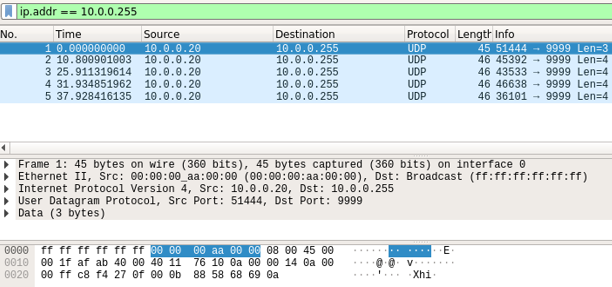 ip.addr == 10.0.0.255
No. Time Source Destination Protocol Length Info
1 0.000000000 10.0.0.20 10.0.0.255 UDP 45 51444 → 9999 Len=3
2 10.800901003 10.0.0.20 10.0.0.255 UDP 46 45392 → 9999 Len=4
3 25.911319614 10.0.0.20 10.0.0.255 UDP 46 43533 → 9999 Len=4
4 31.934851962 10.0.0.20 10.0.0.255 UDP 46 46638 → 9999 Len=4
5 37.928416135 10.0.0.20 10.0.0.255 UDP 46 36101 → 9999 Len=4
Frame 1: 45 bytes on wire (360 bits), 45 bytes captured (360 bits) on interface 0
Ethernet II, Src: 00:00:00_aa:00:00 (00:00:00:aa:00:00), Dst: Broadcast (ff:ff:ff:ff:ff:ff)
Internet Protocol Version 4, Src: 10.0.0.20, Dst: 10.0.0.255
User Datagram Protocol, Src Port: 51444, Dst Port: 9999
Data (3 bytes)
0000 ff ff ff ff ff ff 00 00 00 aa 00 00 08 00 45 00 ········ ······E·
0010 00 1f af ab 40 00 40 11 76 10 0a 00 00 14 0a 00 ····@·@· v·······
0020 00 ff c8 f4 27 0f 00 0b 88 58 68 69 0a ····'··· ·Xhi·